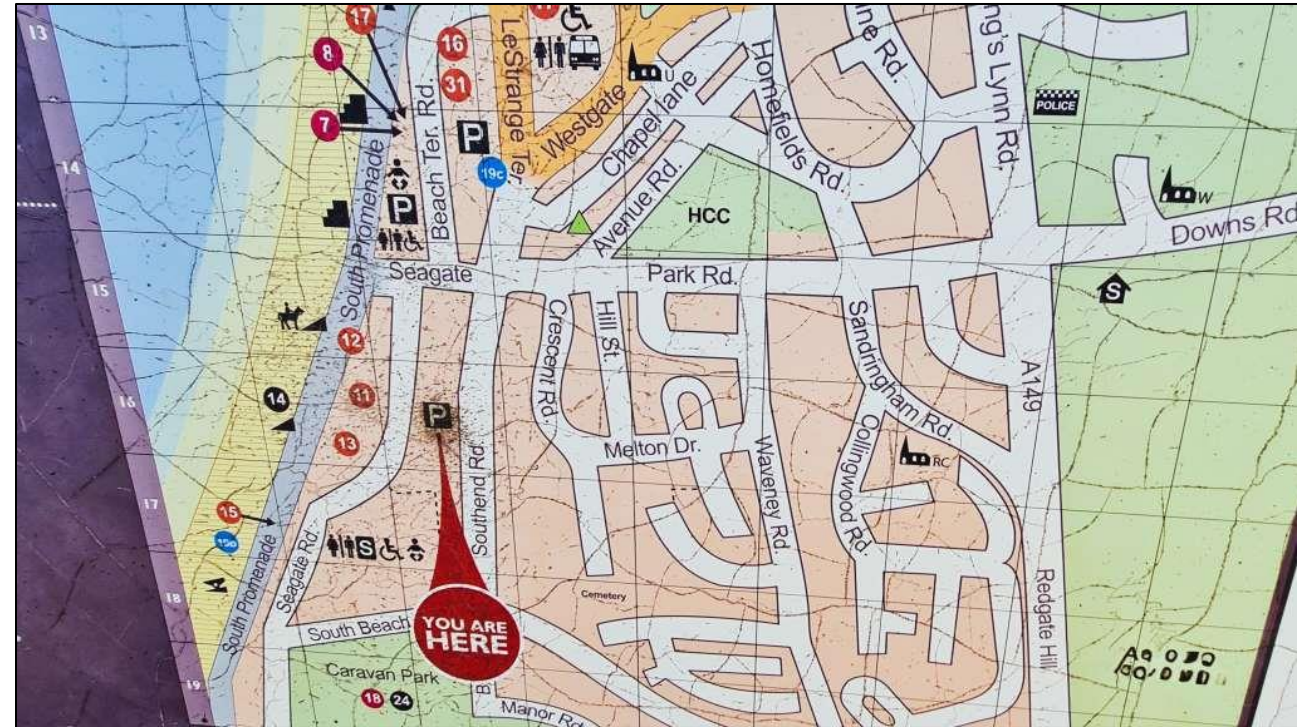 13
14
15
16
17
18
19
17
8
7
16
31
P
19c
P
LeStrange Ter
Beach Ter. Rd.
South Promenade
Westgate
U
Chapel lane
Avenue Rd.
Homefields Rd.
ine Rd.
ng's Lynn Rd.
POLICE
W
Downs Rd
HCC
Seagate
Park Rd.
S
12
11
14
13
P
Crescent Rd.
Hill St.
Sandringham Rd.
A149
Melton Dr.
Waveney Rd.
Collingwood Rd.
RC
Southend Rd.
15
15b
S
South Promenade
Seagate Rd.
Cemetery
Redgate Hill
South Beach
YOU ARE
HERE
Caravan Park
18
24
B
Manor Rd